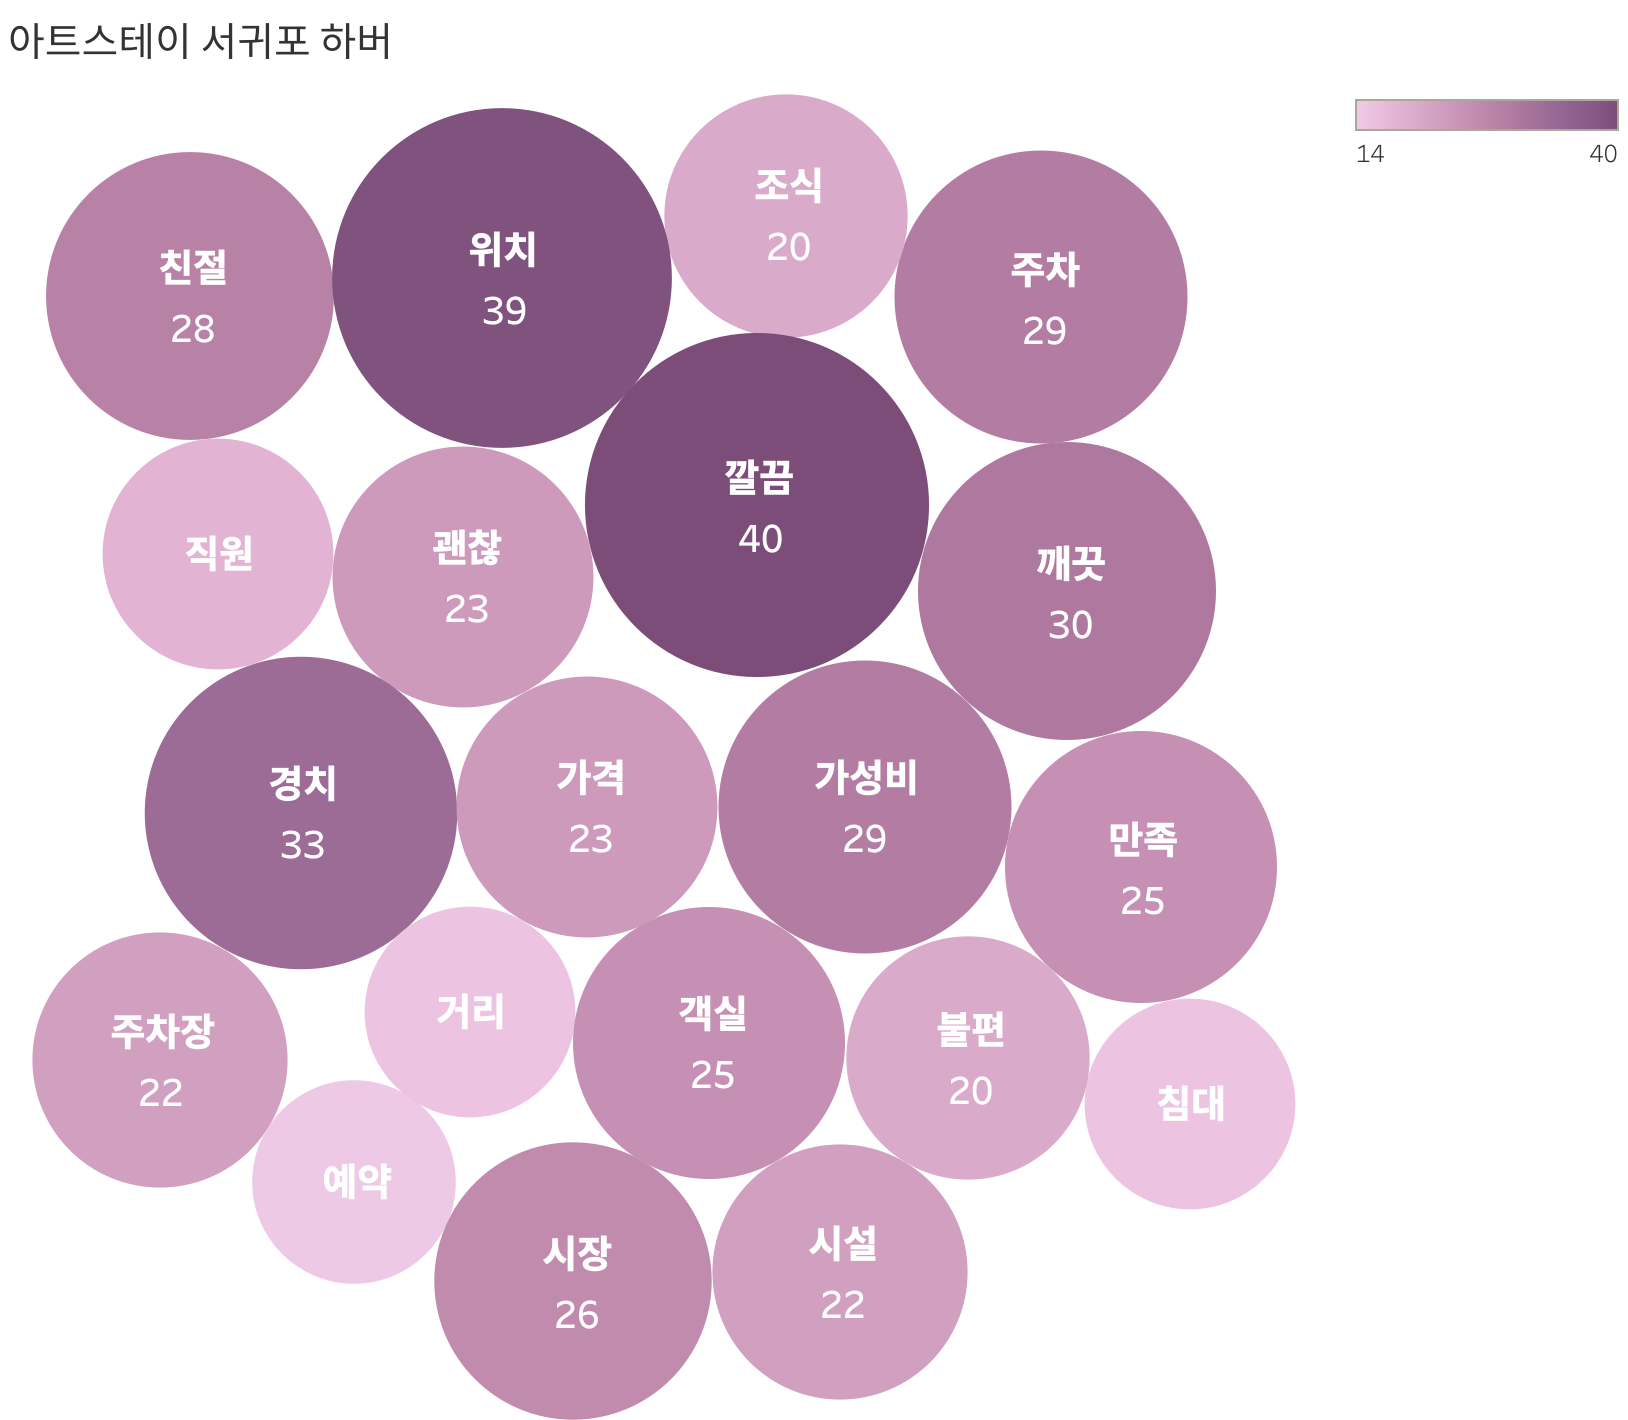 아트스테이 서귀포 하버
14 40
조식
20
위치
39
친절
28
주차
29
깔끔
40
직원
괜찮
23
깨끗
30
경치
33
가격
23
가성비
29
만족
25
주차장
22
거리
객실
25
불편
20
침대
예약
시장
26
시설
22